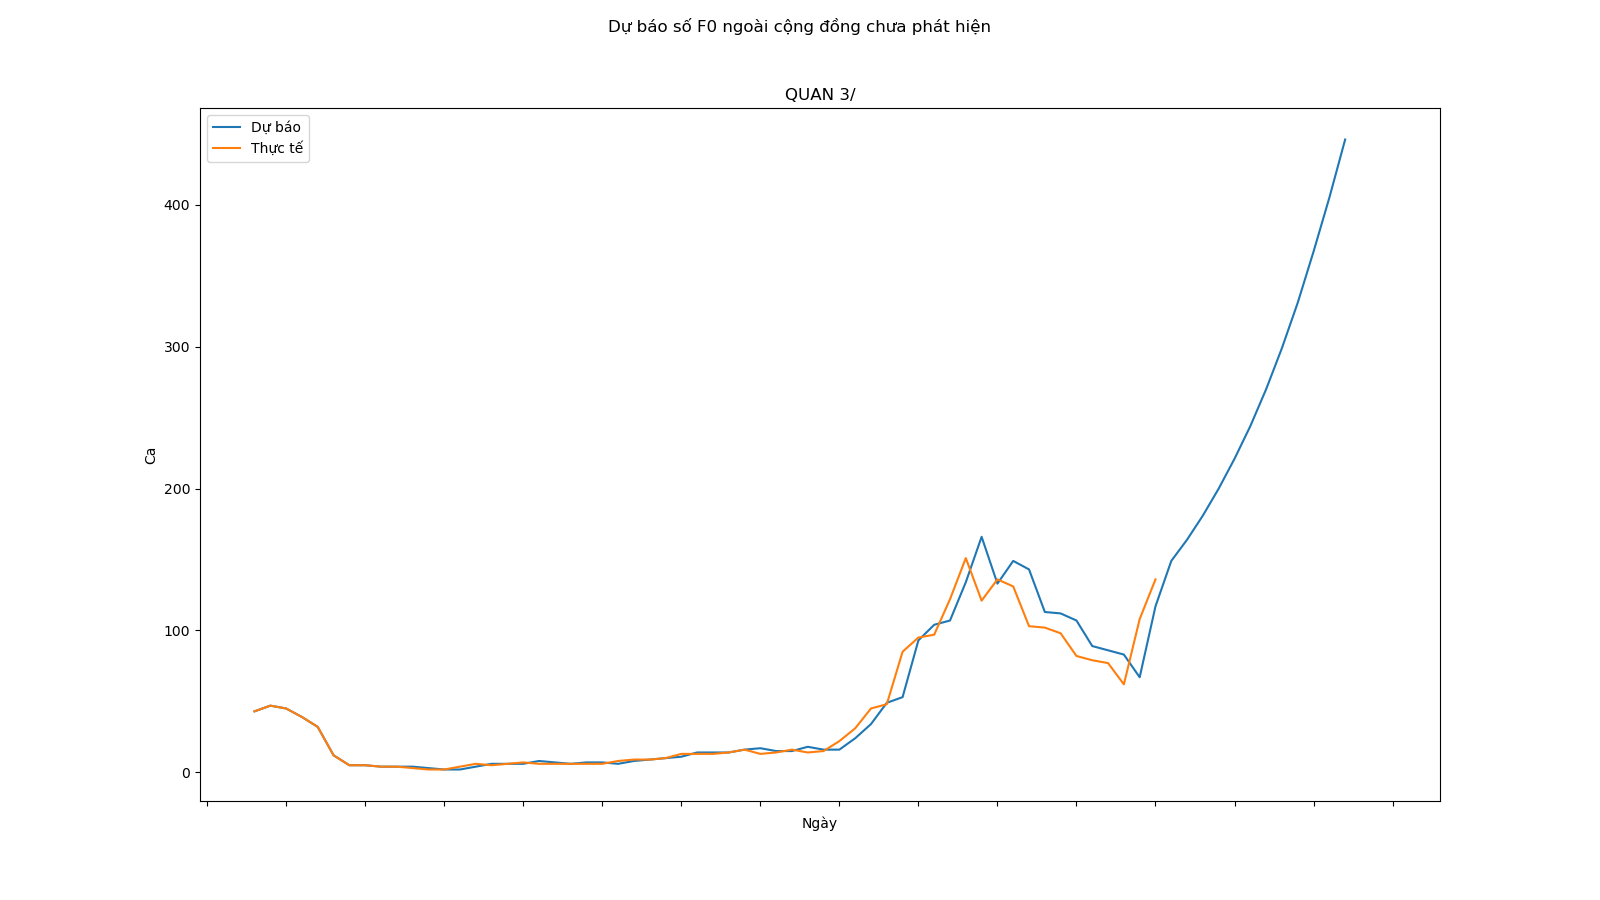 Dự báo số F0 ngoài cộng đồng chưa phát hiện
QUAN 3/
Dự báo
Thực tế
400
300
200
100
0
Ca
Ngày